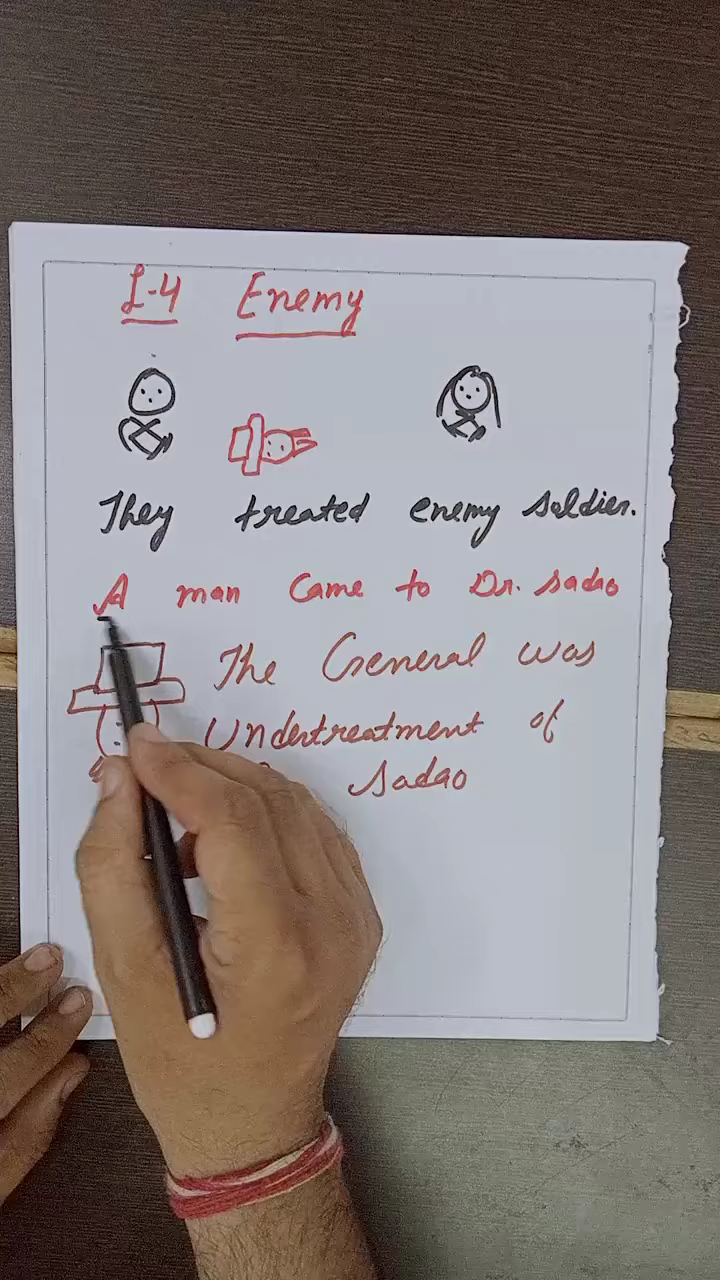 L-4 Enemy
They treated enemy soldier.
A man came to Dr. Sadao
The General was
Undertreatment of
Sadao